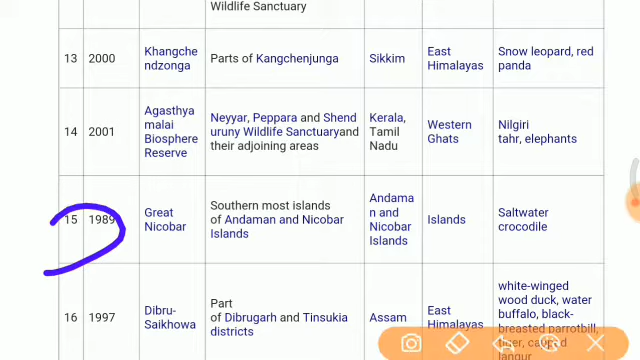 Wildlife Sanctuary
13 2000 Khangche
ndzonga Parts of Kangchenjunga Sikkim East
Himalayas Snow leopard, red
panda
14 2001 Agasthya
malai
Biosphere
Reserve Neyyar, Peppara and Shend
uruny Wildlife Sanctuaryand
their adjoining areas Kerala,
Tamil
Nadu Western
Ghats Nilgiri
tahr, elephants
15 1989 Great
Nicobar Southern most islands
of Andaman and Nicobar
Islands Andama
n and
Nicobar
Islands Islands Saltwater
crocodile
16 1997 Dibru-
Saikhowa Part
of Dibrugarh and Tinsukia
districts Assam East
Himalayas white-winged
wood duck, water
buffalo, black-
breasted parrotbill,
tiger, capped
langur